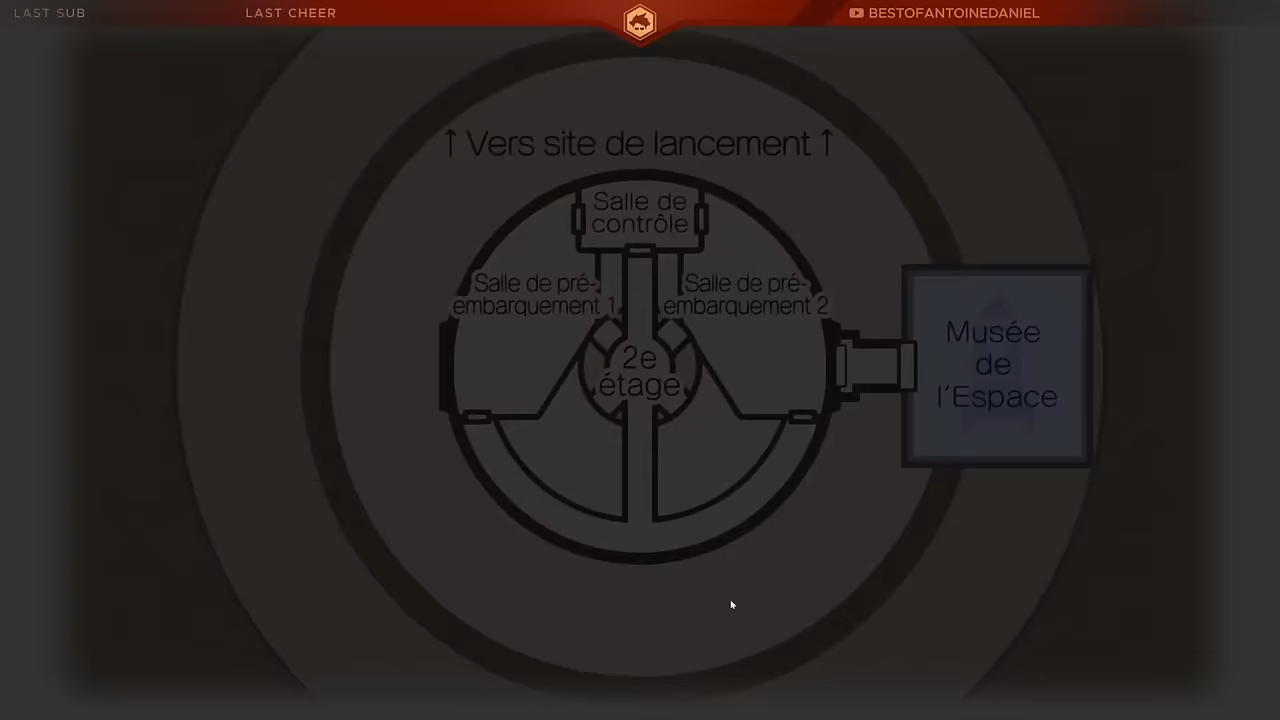 LAST SUB
LAST CHEER
BESTOFANTOINEDANIEL
↑ Vers site de lancement ↑
Salle de
contrôle
Salle de pré-
embarquement 1
Salle de pré-
embarquement 2
2e
étage
Musée
de
l'Espace